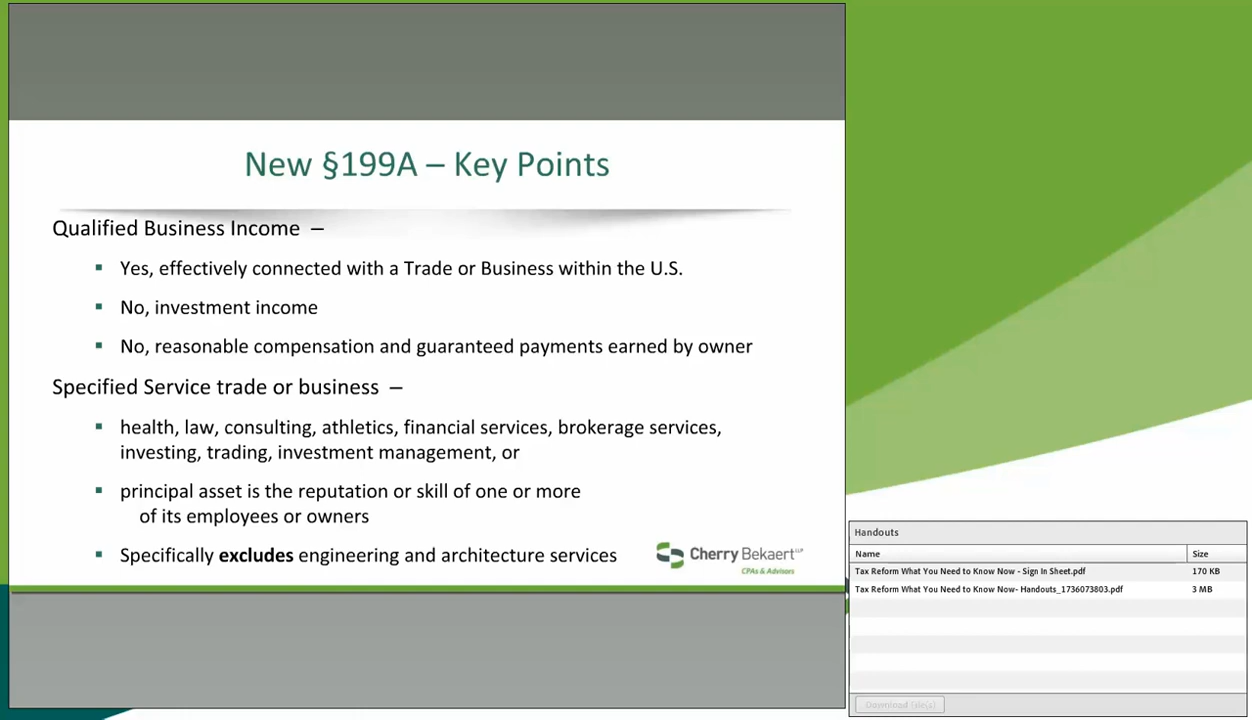 New §199A – Key Points
Qualified Business Income –
Yes, effectively connected with a Trade or Business within the U.S.
No, investment income
No, reasonable compensation and guaranteed payments earned by owner
Specified Service trade or business –
health, law, consulting, athletics, financial services, brokerage services,
investing, trading, investment management, or
principal asset is the reputation or skill of one or more
of its employees or owners
Specifically excludes engineering and architecture services
Cherry Bekaert LLP
CPAs & Advisors
Handouts
Name Size
Tax Reform What You Need to Know Now - Sign In Sheet.pdf 170 KB
Tax Reform What You Need to Know Now- Handouts_1736073803.pdf 3 MB
Download File(s)